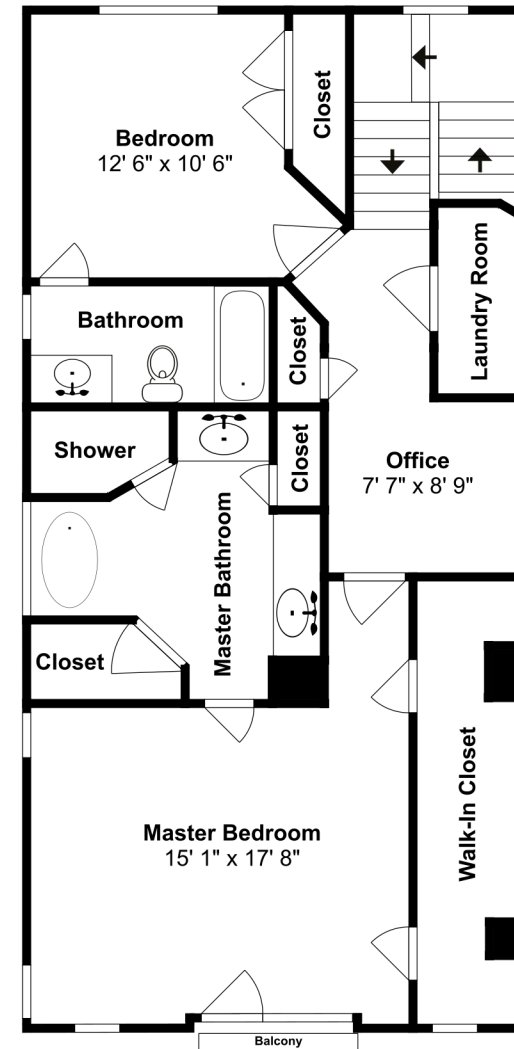 Closet
Bedroom
12' 6" x 10' 6"
Laundry Room
Bathroom
Closet
Shower
Closet
Office
7' 7" x 8' 9"
Master Bathroom
Closet
Walk-In Closet
Master Bedroom
15' 1" x 17' 8"
Balcony